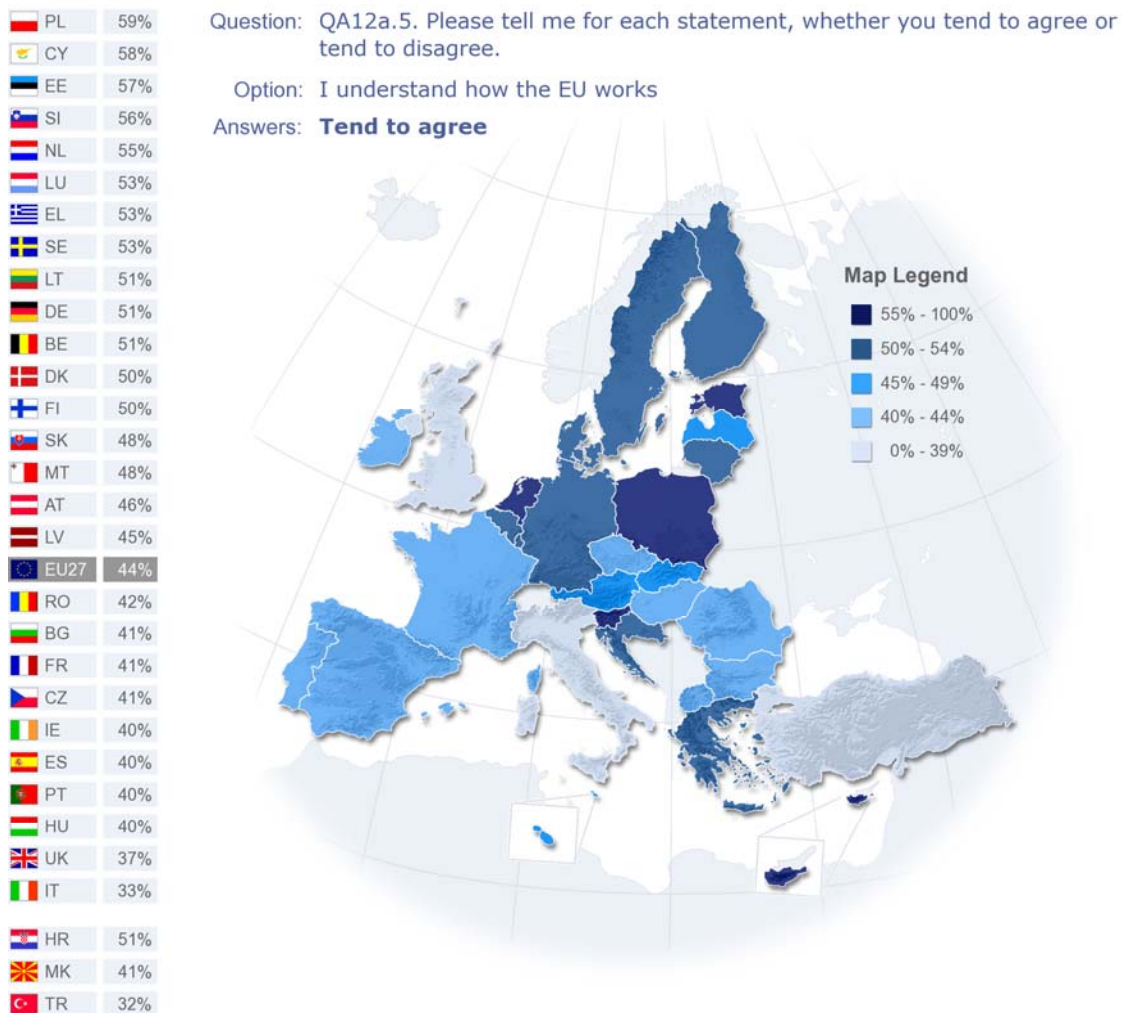 Question: QA12a.5. Please tell me for each statement, whether you tend to agree or
tend to disagree.
Option: I understand how the EU works
Answers: Tend to agree
PL 59%
CY 58%
EE 57%
SI 56%
NL 55%
LU 53%
EL 53%
SE 53%
LT 51%
DE 51%
BE 51%
DK 50%
FI 50%
SK 48%
MT 48%
AT 46%
LV 45%
EU27 44%
RO 42%
BG 41%
FR 41%
CZ 41%
IE 40%
ES 40%
PT 40%
HU 40%
UK 37%
IT 33%
HR 51%
MK 41%
TR 32%
Map Legend
55% - 100%
50% - 54%
45% - 49%
40% - 44%
0% - 39%